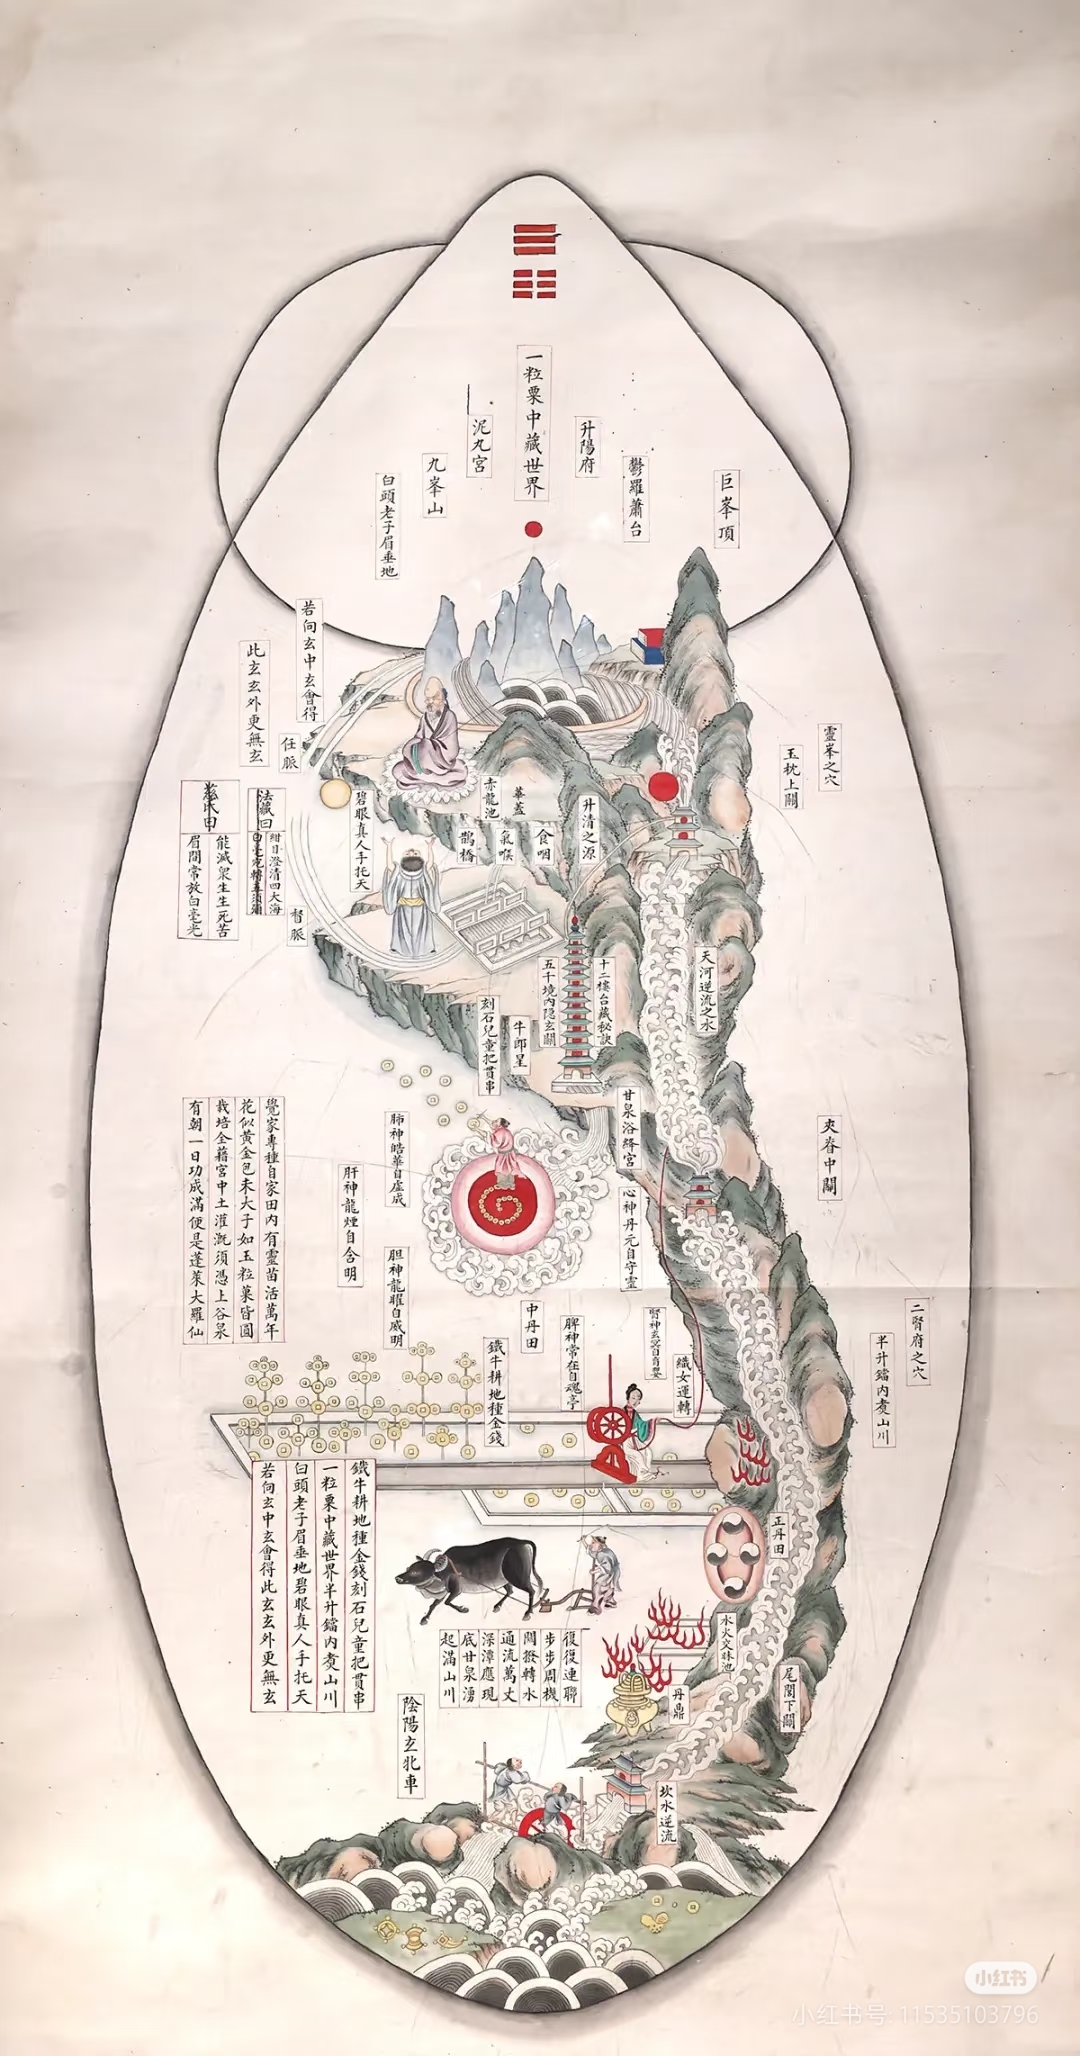 一粒粟中藏世界
升陽府
鬱羅蕭台
巨峯頂
泥丸宮
九峯山
白頭老子眉垂地
若向玄中玄會得
此玄玄外更無玄
任脈
靈峯之穴
玉枕上關
法藏曰
紺目澄清四大海
白毫宛轉五須彌
能滅衆生生死苦
眉間常放白毫光
督脈
碧眼真人手托天
赤龍池
華蓋
鵲橋
氣喉
食咽
升清之源
十二樓台藏秘訣
五千境內隐玄關
天河逆流之水
牛郎星
刻石兒童把貫串
甘泉浴絳宮
夾脊中關
覺家專種自家田內有靈苗活萬年
花似黃金包未大子如玉粒菓皆圓
栽培全藉宮中土灌溉須憑上谷泉
有朝一日功成滿便是蓬萊大羅仙
肺神皓華自虛成
肝神龍煙自含明
胆神龍曜自威明
心神丹元自守靈
腎神玄冥自育嬰
脾神常在自魂亭
中丹田
鐵牛耕地種金錢
織女運轉
二腎府之穴
半升鐺內煑山川
正丹田
鐵牛耕地種金錢刻石兒童把貫串
一粒粟中藏世界半升鐺內煑山川
白頭老子眉垂地碧眼真人手托天
若向玄中玄會得此玄玄外更無玄
復復連聯
步步周機
關撥轉水
通流萬丈
深潭應現
底甘泉湧
起滿山川
水火交䋲池
丹鼎
尾閭下關
陰陽玄牝車
坎水逆流
小红书
小红书号: 11535103796